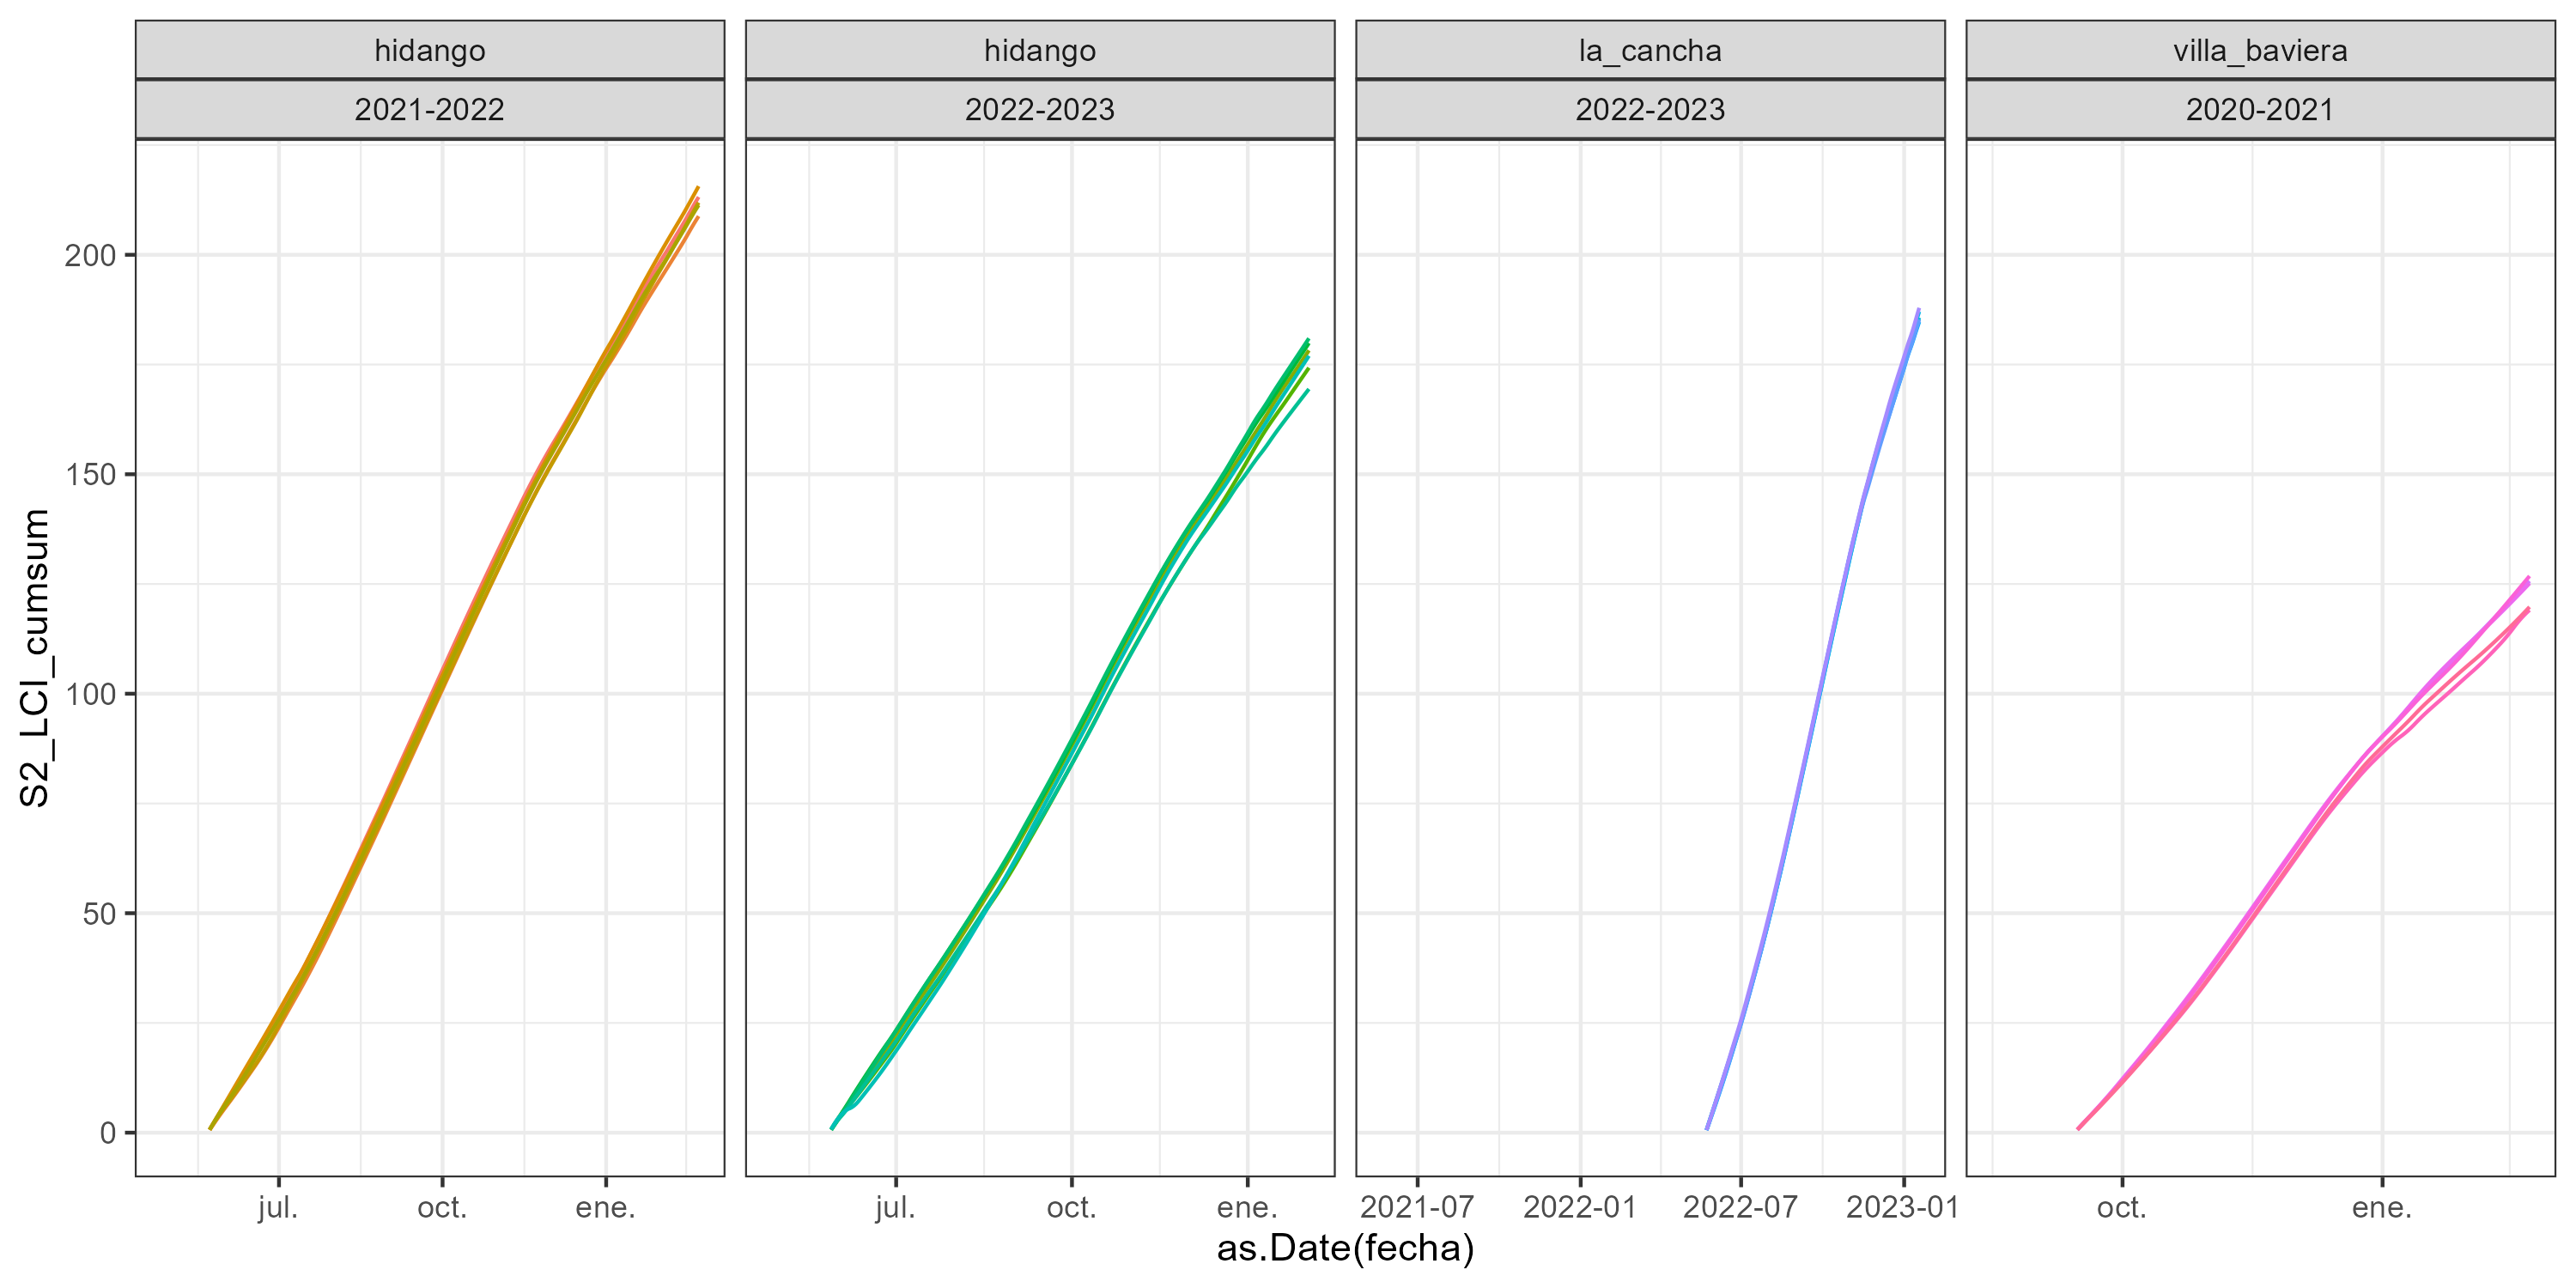 hidango hidango la_cancha villa_baviera
2021-2022 2022-2023 2022-2023 2020-2021
S2_LCI_cumsum
200
150
100
50
0
jul. oct. ene. jul. oct. ene. 2021-07 2022-01 2022-07 2023-01 oct. ene.
as.Date(fecha)